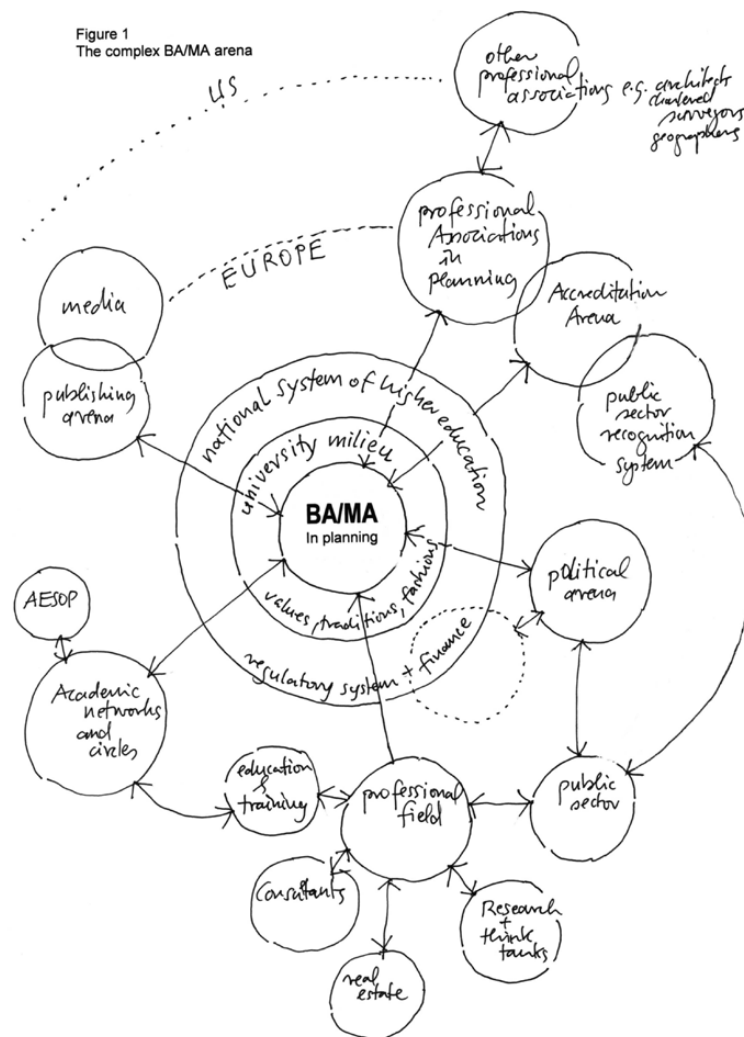 Figure 1
The complex BA/MA arena
other
professional
associations e.g. architects
chartered
surveyors
geographers
US
professional
Associations
in
planning
EUROPE
media
Accreditation
Arena
publishing
arena
national system of higher education
public
sector
recognition
system
university milieu
BA/MA
In planning
political
arena
values, traditions, fashions
AESOP
regulatory system + finance
Academic
networks
and
circles
education
&
training
professional
field
public
sector
Consultants
Research
+
think
tanks
real
estate